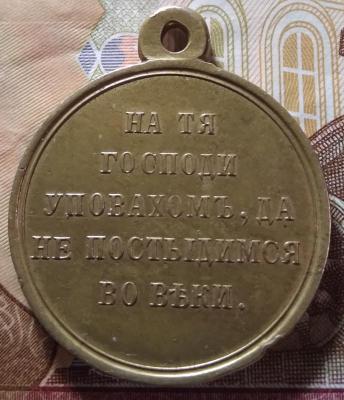 НА ТЯ
ГОСПОДИ
УПОВАХОМЪ, ДА
НЕ ПОСТЫДИМСЯ
ВО ВѢКИ.